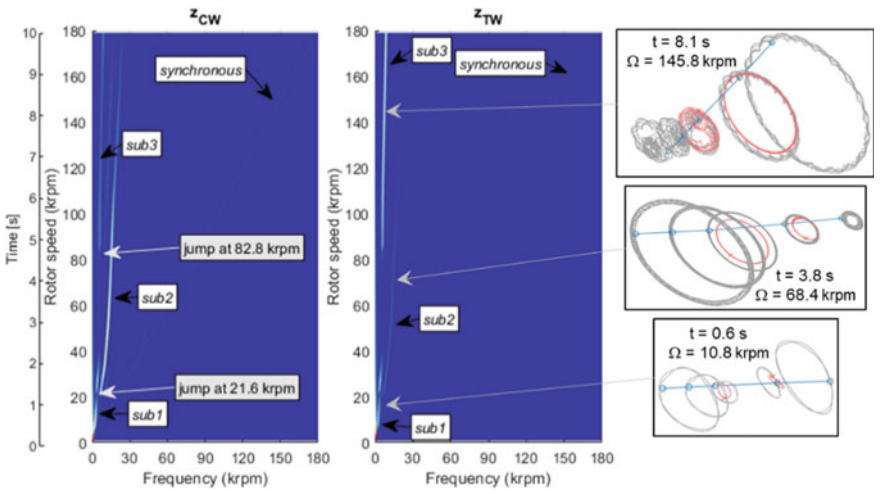 z_CW
z_TW
Time [s]
10
9
8
7
6
5
4
3
2
1
0
Rotor speed (krpm)
180
160
140
120
100
80
60
40
20
0
synchronous
sub3
jump at 82.8 krpm
sub2
jump at 21.6 krpm
sub1
0 30 60 90 120 150 180
Frequency (krpm)
Rotor speed (krpm)
180
160
140
120
100
80
60
40
20
0
sub3
synchronous
sub2
sub1
0 30 60 90 120 150 180
Frequency (krpm)
t = 8.1 s
Ω = 145.8 krpm
t = 3.8 s
Ω = 68.4 krpm
t = 0.6 s
Ω = 10.8 krpm